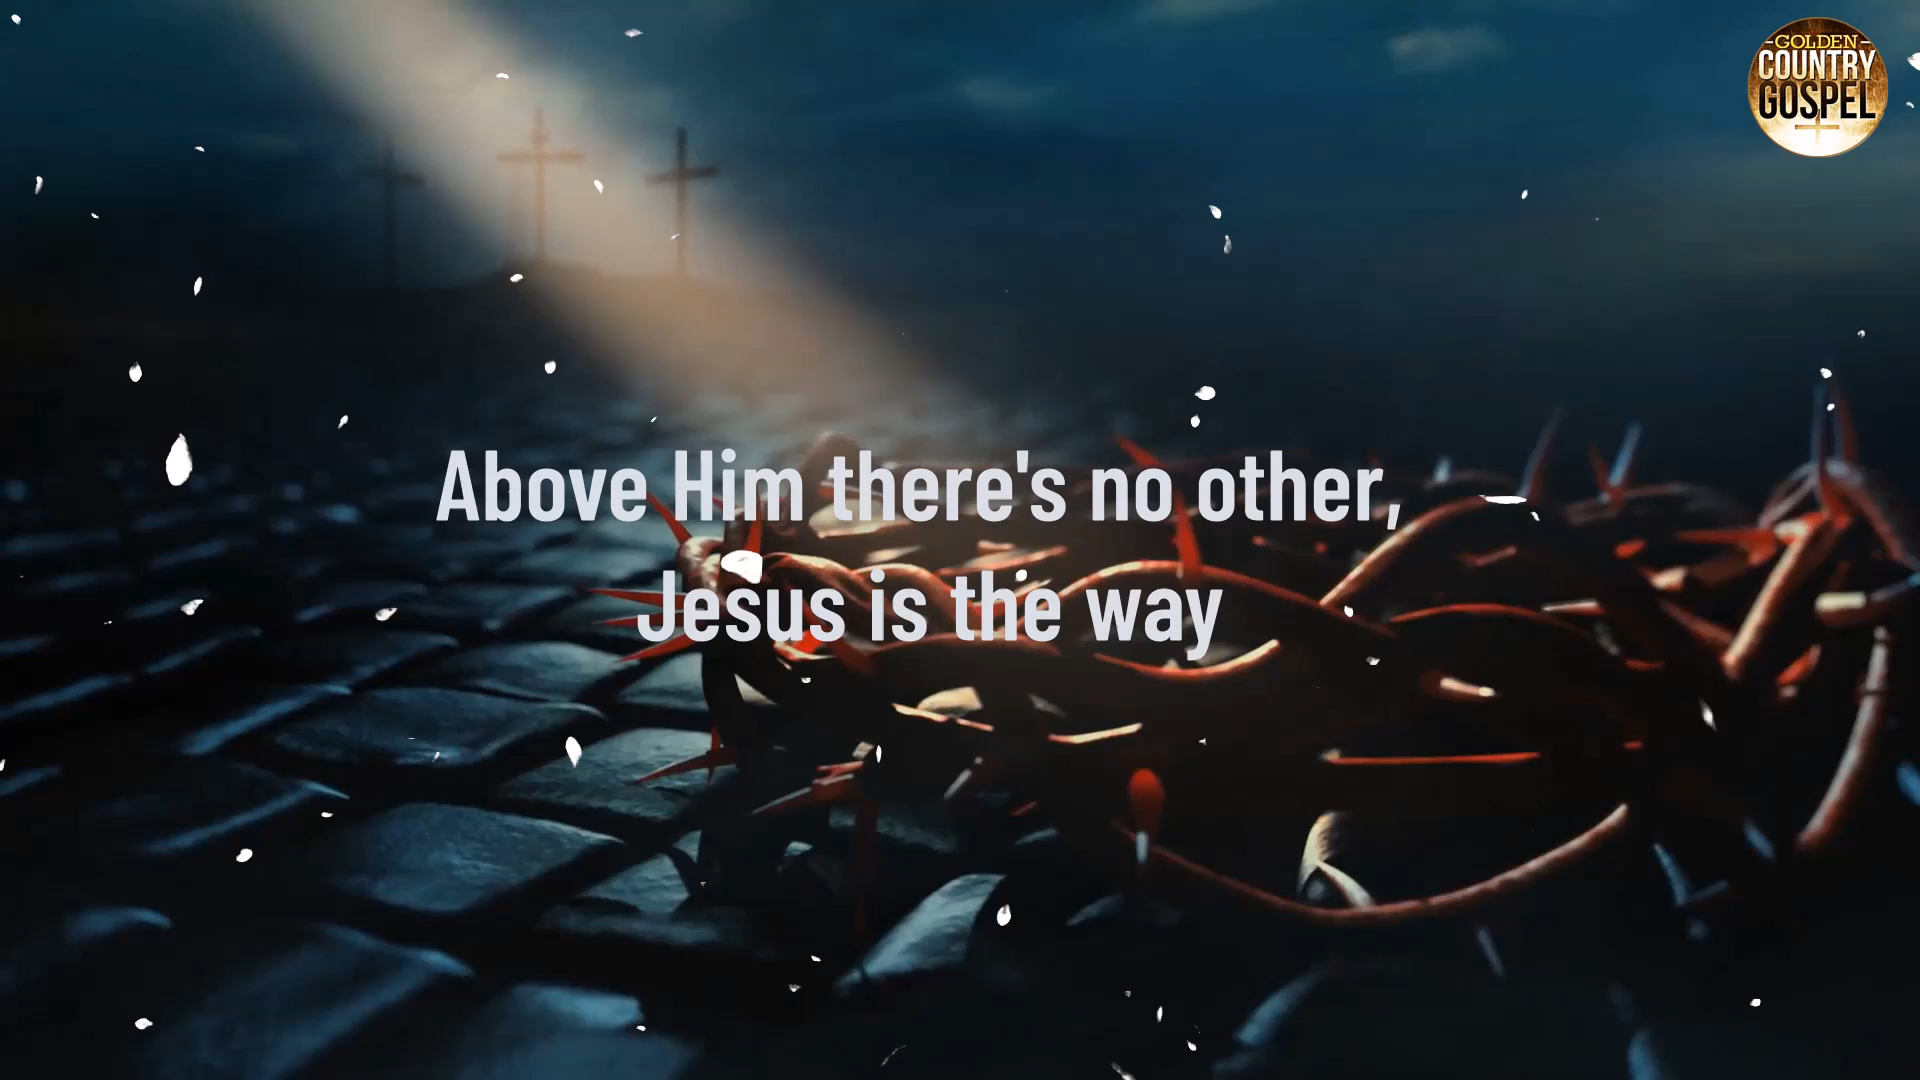 GOLDEN
COUNTRY
GOSPEL
Above Him there's no other,
Jesus is the way